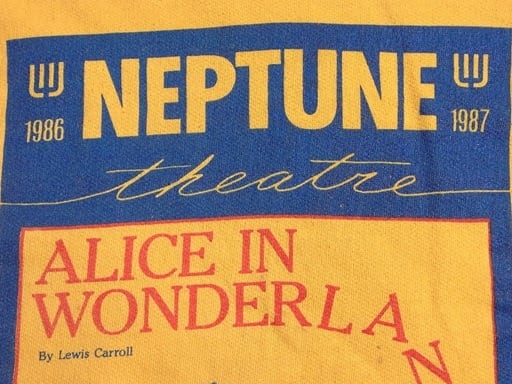 NEPTUNE
1986 1987
theatre
ALICE IN
WONDERLAN
By Lewis Carroll